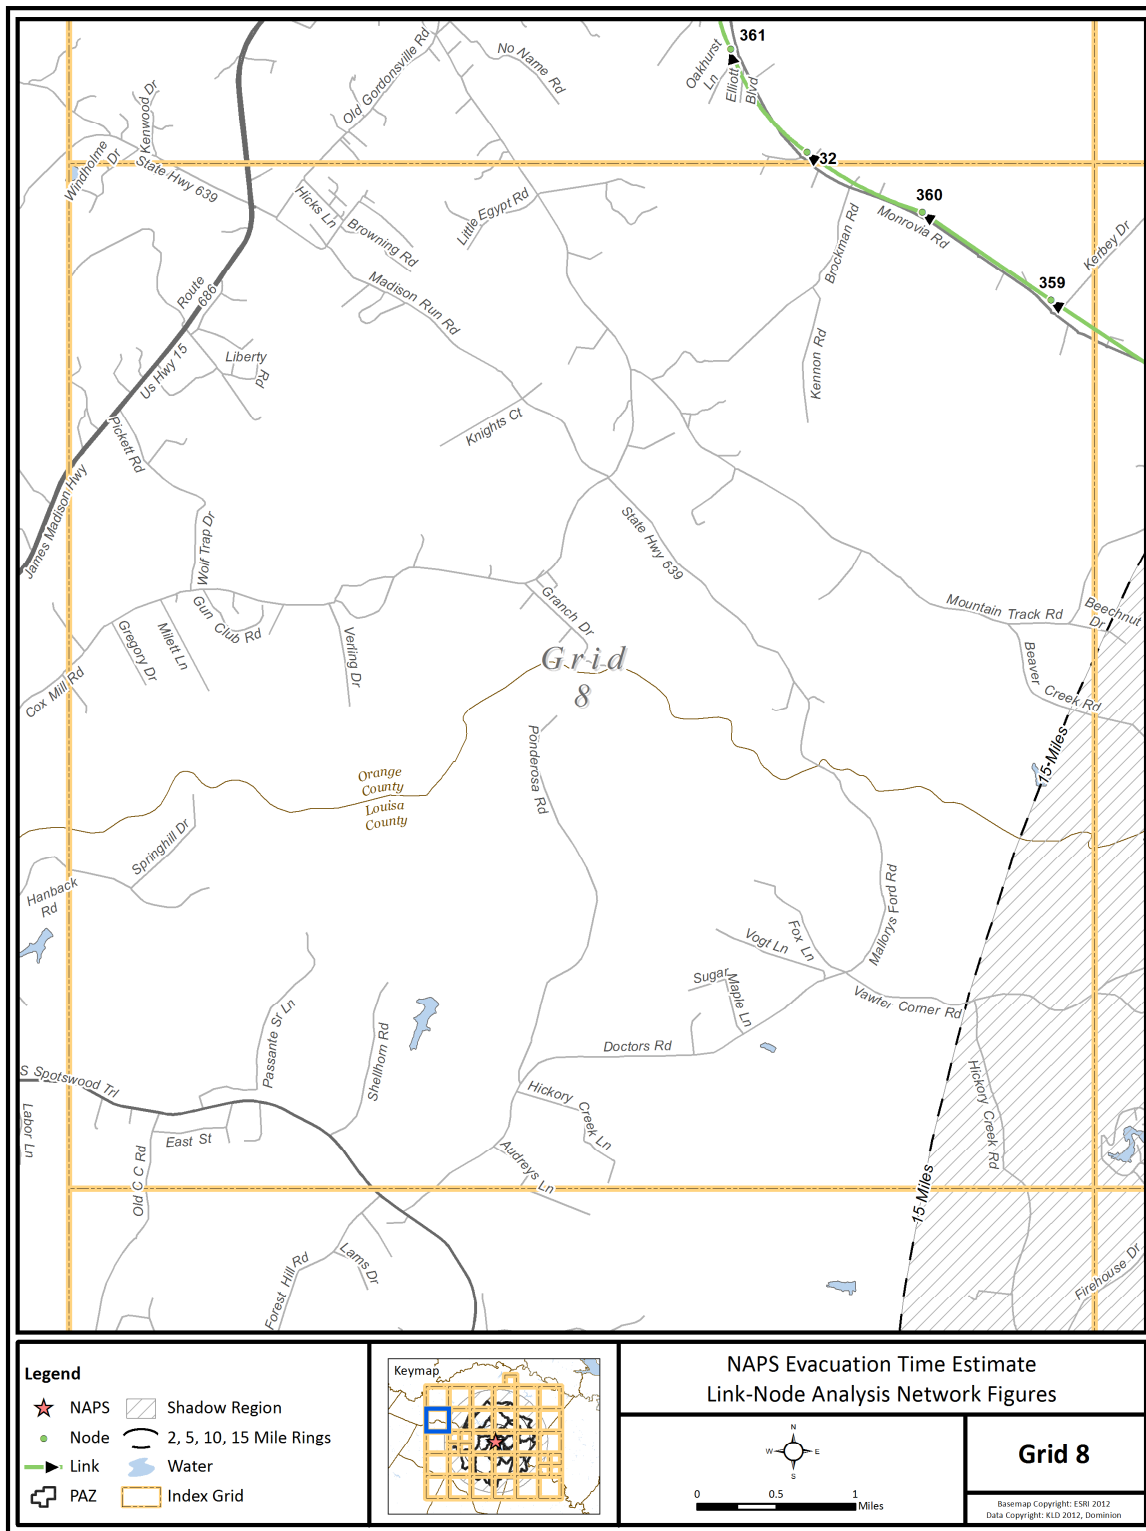 361
Oakhurst
Ln
Elliott
Blvd
No Name Rd
Old Gordonsville Rd
Kenwood Dr
Windholme
Dr
State Hwy 639
32
360
Monrovia Rd
Hicks Ln
Browning Rd
Little Egypt Rd
Brockman Rd
Kerbey Dr
359
Route
686
Madison Run Rd
Us Hwy 15
Liberty
Rd
Kennon Rd
Pickett Rd
Knights Ct
James Madison Hwy
Wolf Trap Dr
State Hwy 639
Granch Dr
Mountain Track Rd
Beechnut
Dr
Gun
Club Rd
Gregory Dr
Milett Ln
Verling Dr
Beaver
Creek Rd
Grid
8
Cox Mill Rd
Ponderosa Rd
15 Miles
Orange
County
Louisa
County
Springhill Dr
Hanback
Rd
Mallorys Ford Rd
Fox Ln
Vogt Ln
Sugar
Maple Ln
Vawter Corner Rd
Passante Sr Ln
Shellhorn Rd
Doctors Rd
Hickory Creek Rd
S Spotswood Trl
Hickory
Creek Ln
Labor Ln
East St
Old C C Rd
Audreys Ln
15 Miles
Forest Hill Rd
Lams Dr
Firehouse Dr
Legend
NAPS
Shadow Region
Node
2, 5, 10, 15 Mile Rings
Link
Water
PAZ
Index Grid
Keymap
NAPS Evacuation Time Estimate
Link-Node Analysis Network Figures
N
W
E
S
0
0.5
1
Miles
Grid 8
Basemap Copyright: ESRI 2012
Data Copyright: KLD 2012, Dominion